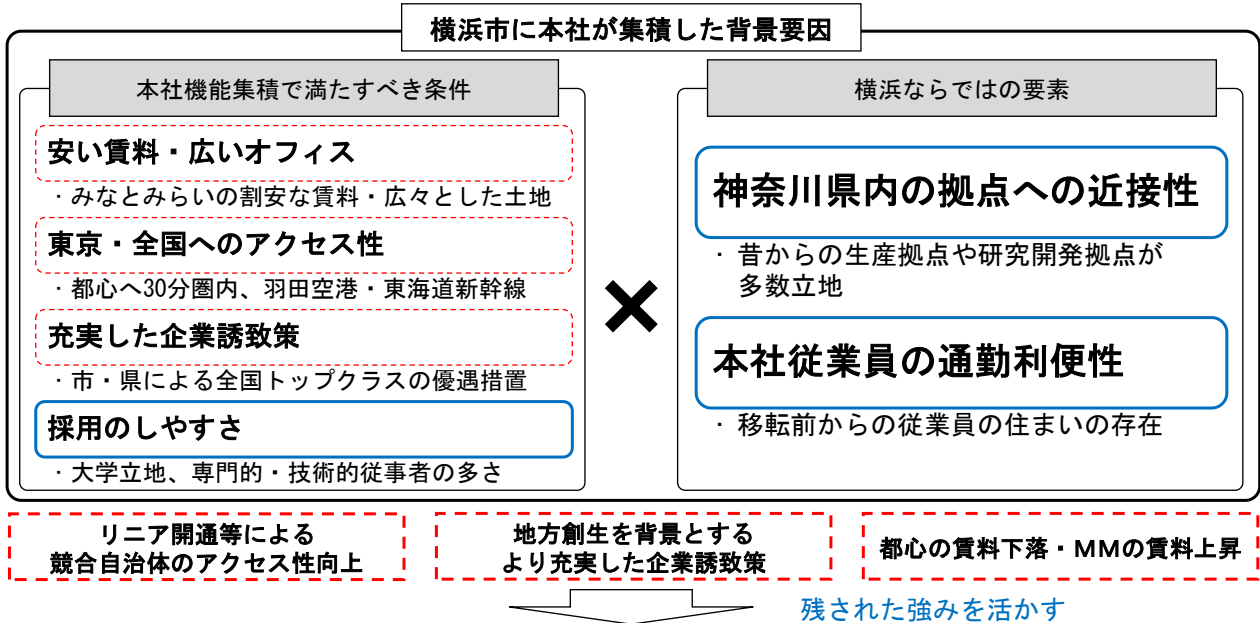 横浜市に本社が集積した背景要因
本社機能集積で満たすべき条件
安い賃料・広いオフィス
・みなとみらいの割安な賃料・広々とした土地
東京・全国へのアクセス性
・都心へ30分圏内、羽田空港・東海道新幹線
充実した企業誘致策
・市・県による全国トップクラスの優遇措置
採用のしやすさ
・大学立地、専門的・技術的従事者の多さ
×
横浜ならではの要素
神奈川県内の拠点への近接性
・昔からの生産拠点や研究開発拠点が
多数立地
本社従業員の通勤利便性
・移転前からの従業員の住まいの存在
リニア開通等による
競合自治体のアクセス性向上
地方創生を背景とする
より充実した企業誘致策
都心の賃料下落・MMの賃料上昇
残された強みを活かす